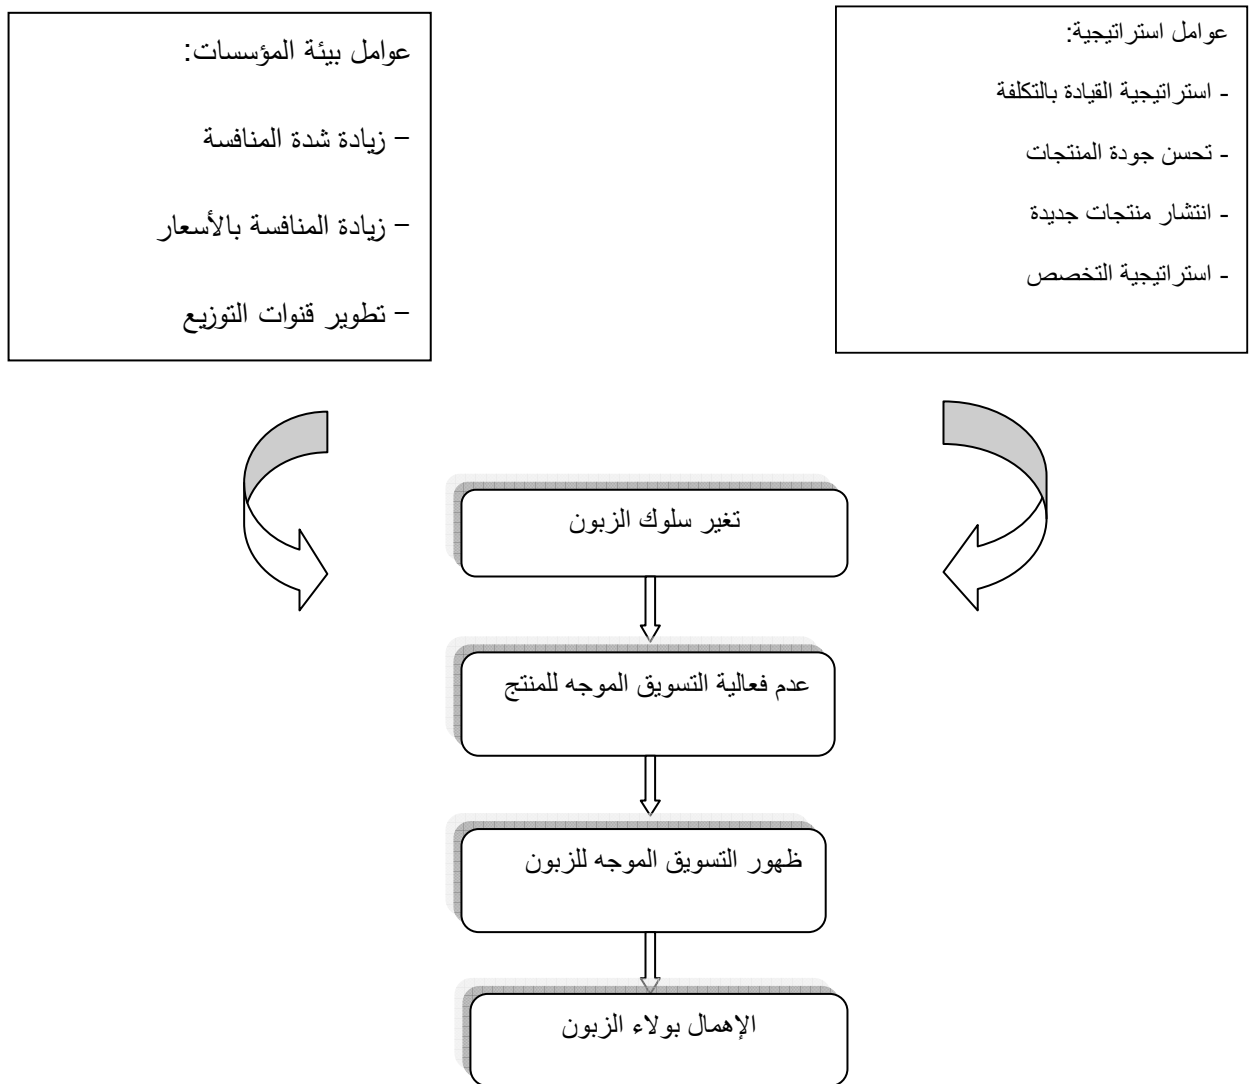 عوامل استراتيجية:
- استراتيجية القيادة بالتكلفة
- تحسن جودة المنتجات
- انتشار منتجات جديدة
- استراتيجية التخصص
عوامل بيئة المؤسسات:
– زيادة شدة المنافسة
– زيادة المنافسة بالأسعار
– تطوير قنوات التوزيع
تغير سلوك الزبون
عدم فعالية التسويق الموجه للمنتج
ظهور التسويق الموجه للزبون
الإهمال بولاء الزبون